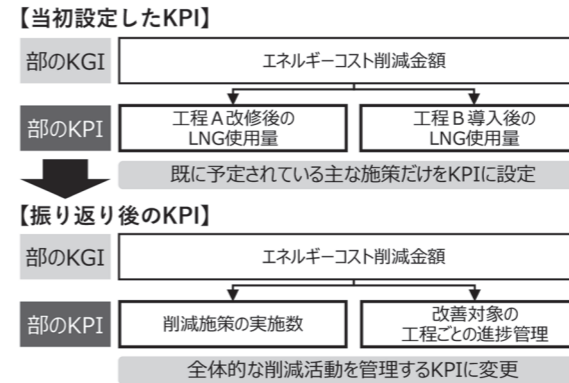 【当初設定したKPI】
部のKGI
エネルギーコスト削減金額
部のKPI
工程A改修後の
LNG使用量
工程B導入後の
LNG使用量
既に予定されている主な施策だけをKPIに設定
【振り返り後のKPI】
部のKGI
エネルギーコスト削減金額
部のKPI
削減施策の実施数
改善対象の
工程ごとの進捗管理
全体的な削減活動を管理するKPIに変更